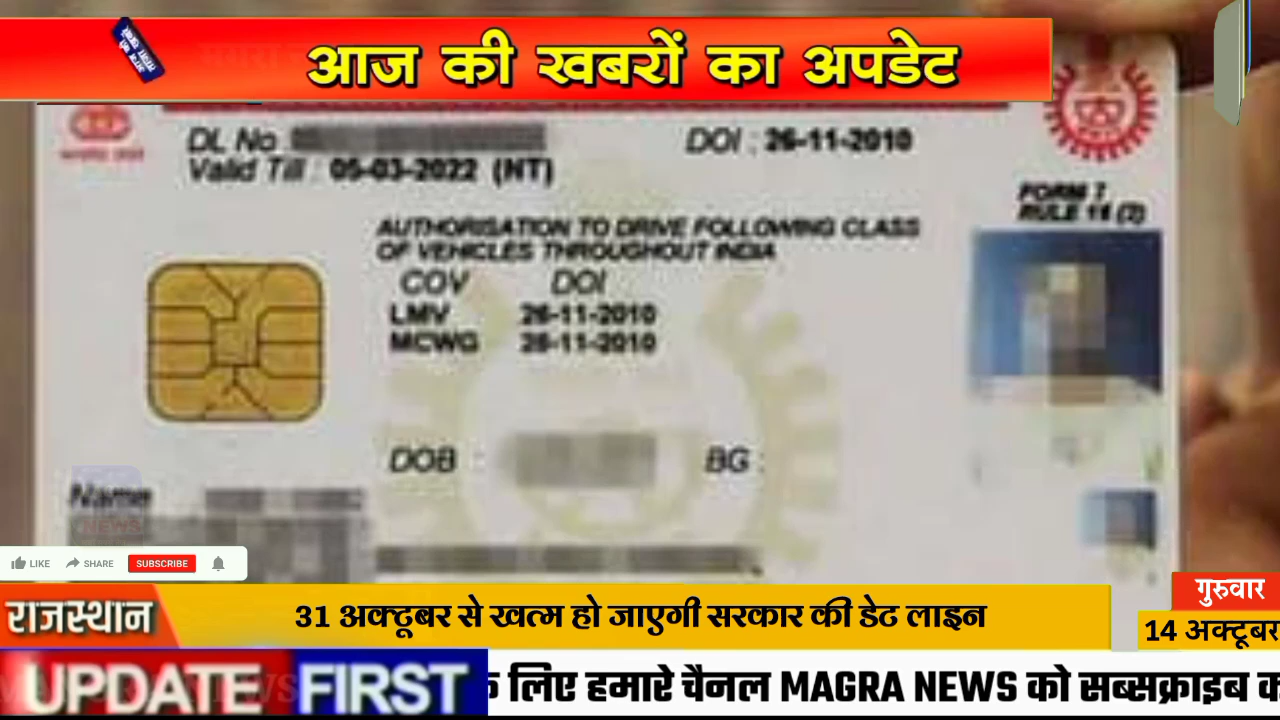 आज की खबरों का अपडेट
DL No
DOI : 26-11-2010
Valid Till : 05-03-2022 (NT)
FORM 7
RULE 16 (2)
AUTHORISATION TO DRIVE FOLLOWING CLASS
OF VEHICLES THROUGHOUT INDIA
COV DOI
LMV 26-11-2010
MCWG 26-11-2010
DOB :
BG :
Name
NEWS
LIKE SHARE SUBSCRIBE
राजस्थान
31 अक्टूबर से खत्म हो जाएगी सरकार की डेट लाइन
गुरुवार
14 अक्टूबर
UPDATE FIRST
लिए हमारे चैनल MAGRA NEWS को सब्सक्राइब